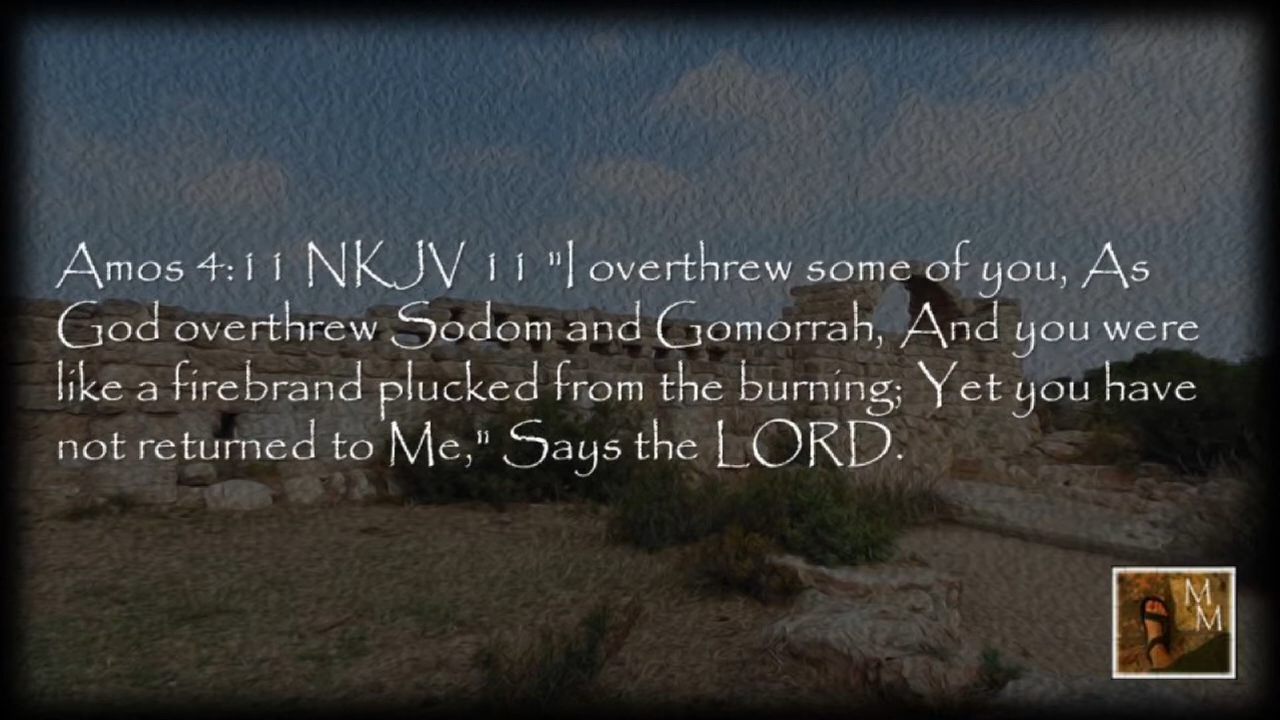 Amos 4:11 NKJV 11 "I overthrew some of you, As
God overthrew Sodom and Gomorrah, And you were
like a firebrand plucked from the burning; Yet you have
not returned to Me," Says the LORD.
M
M